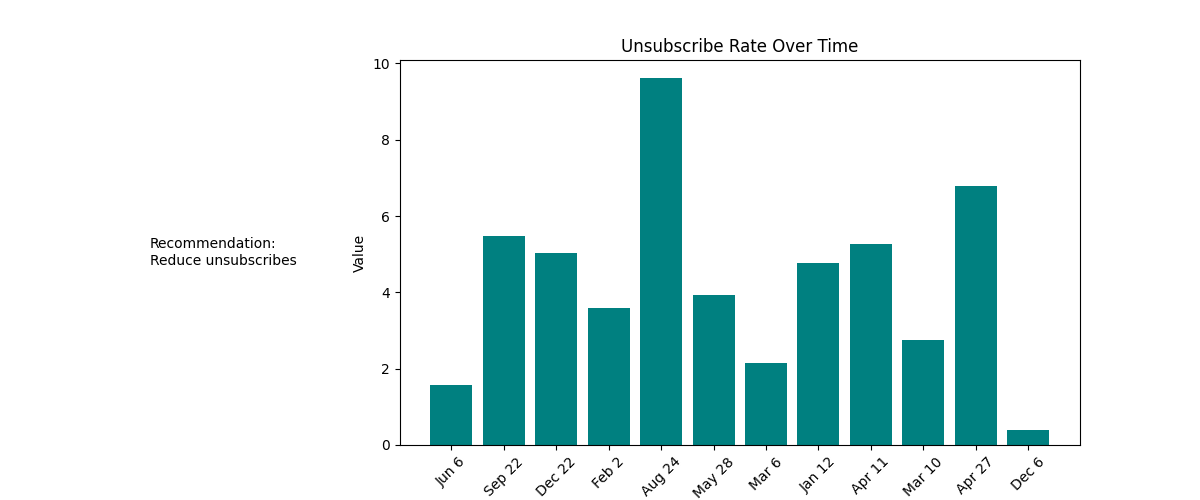 Unsubscribe Rate Over Time
Recommendation:
Reduce unsubscribes
Value
10
8
6
4
2
0
Jun 6
Sep 22
Dec 22
Feb 2
Aug 24
May 28
Mar 6
Jan 12
Apr 11
Mar 10
Apr 27
Dec 6